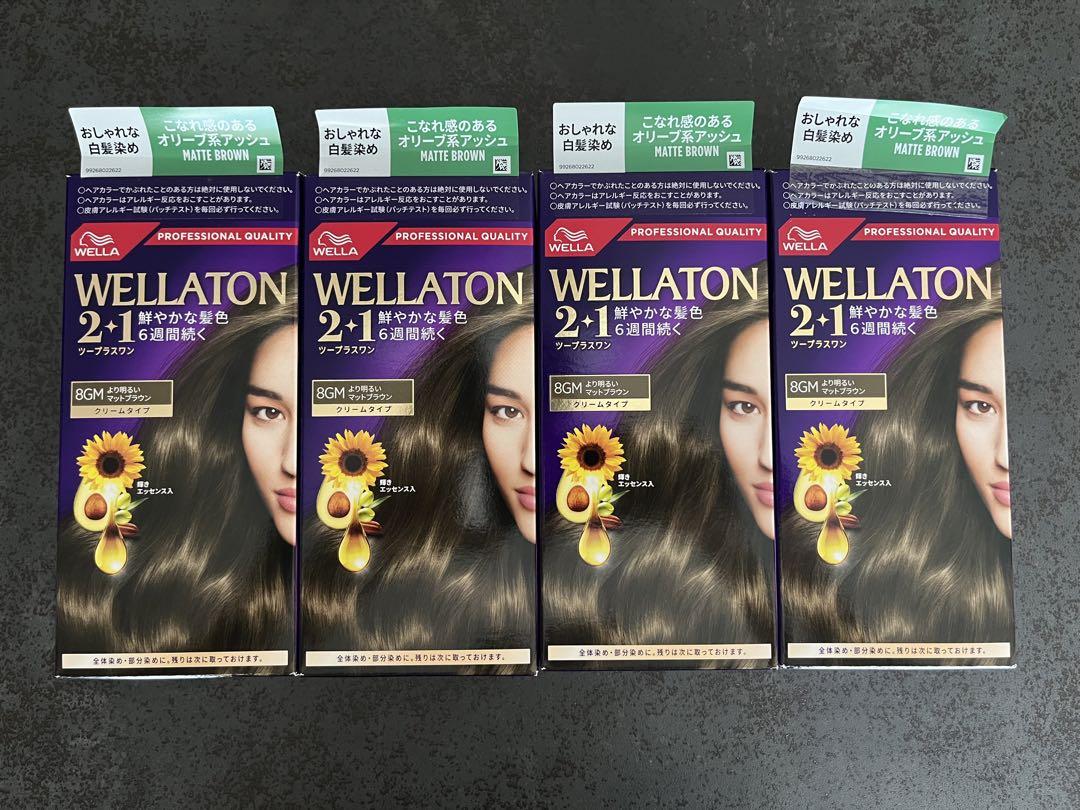 おしゃれな
白髪染め
99268022622
こなれ感のある
オリーブ系アッシュ
MATTE BROWN
○ヘアカラーでかぶれたことのある方は絶対に使用しないでください。
○ヘアカラーはアレルギー反応をおこすことがあります。
○皮膚アレルギー試験(パッチテスト)を毎回必ず行ってください。
WELLA
PROFESSIONAL QUALITY
WELLATON
2+1
鮮やかな髪色
6週間続く
ツープラスワン
8GM
より明るい
マットブラウン
クリームタイプ
輝き
エッセンス入
全体染め・部分染めに。残りは次に取っておけます。
おしゃれな
白髪染め
99268022622
こなれ感のある
オリーブ系アッシュ
MATTE BROWN
○ヘアカラーでかぶれたことのある方は絶対に使用しないでください。
○ヘアカラーはアレルギー反応をおこすことがあります。
○皮膚アレルギー試験(パッチテスト)を毎回必ず行ってください。
WELLA
PROFESSIONAL QUALITY
WELLATON
2+1
鮮やかな髪色
6週間続く
ツープラスワン
8GM
より明るい
マットブラウン
クリームタイプ
輝き
エッセンス入
全体染め・部分染めに。残りは次に取っておけます。
おしゃれな
白髪染め
99268022622
こなれ感のある
オリーブ系アッシュ
MATTE BROWN
○ヘアカラーでかぶれたことのある方は絶対に使用しないでください。
○ヘアカラーはアレルギー反応をおこすことがあります。
○皮膚アレルギー試験(パッチテスト)を毎回必ず行ってください。
WELLA
PROFESSIONAL QUALITY
WELLATON
2+1
鮮やかな髪色
6週間続く
ツープラスワン
8GM
より明るい
マットブラウン
クリームタイプ
輝き
エッセンス入
全体染め・部分染めに。残りは次に取っておけます。
おしゃれな
白髪染め
99268022622
こなれ感のある
オリーブ系アッシュ
MATTE BROWN
○ヘアカラーでかぶれたことのある方は絶対に使用しないでください。
○ヘアカラーはアレルギー反応をおこすことがあります。
○皮膚アレルギー試験(パッチテスト)を毎回必ず行ってください。
WELLA
PROFESSIONAL QUALITY
WELLATON
2+1
鮮やかな髪色
6週間続く
ツープラスワン
8GM
より明るい
マットブラウン
クリームタイプ
輝き
エッセンス入
全体染め・部分染めに。残りは次に取っておけます。